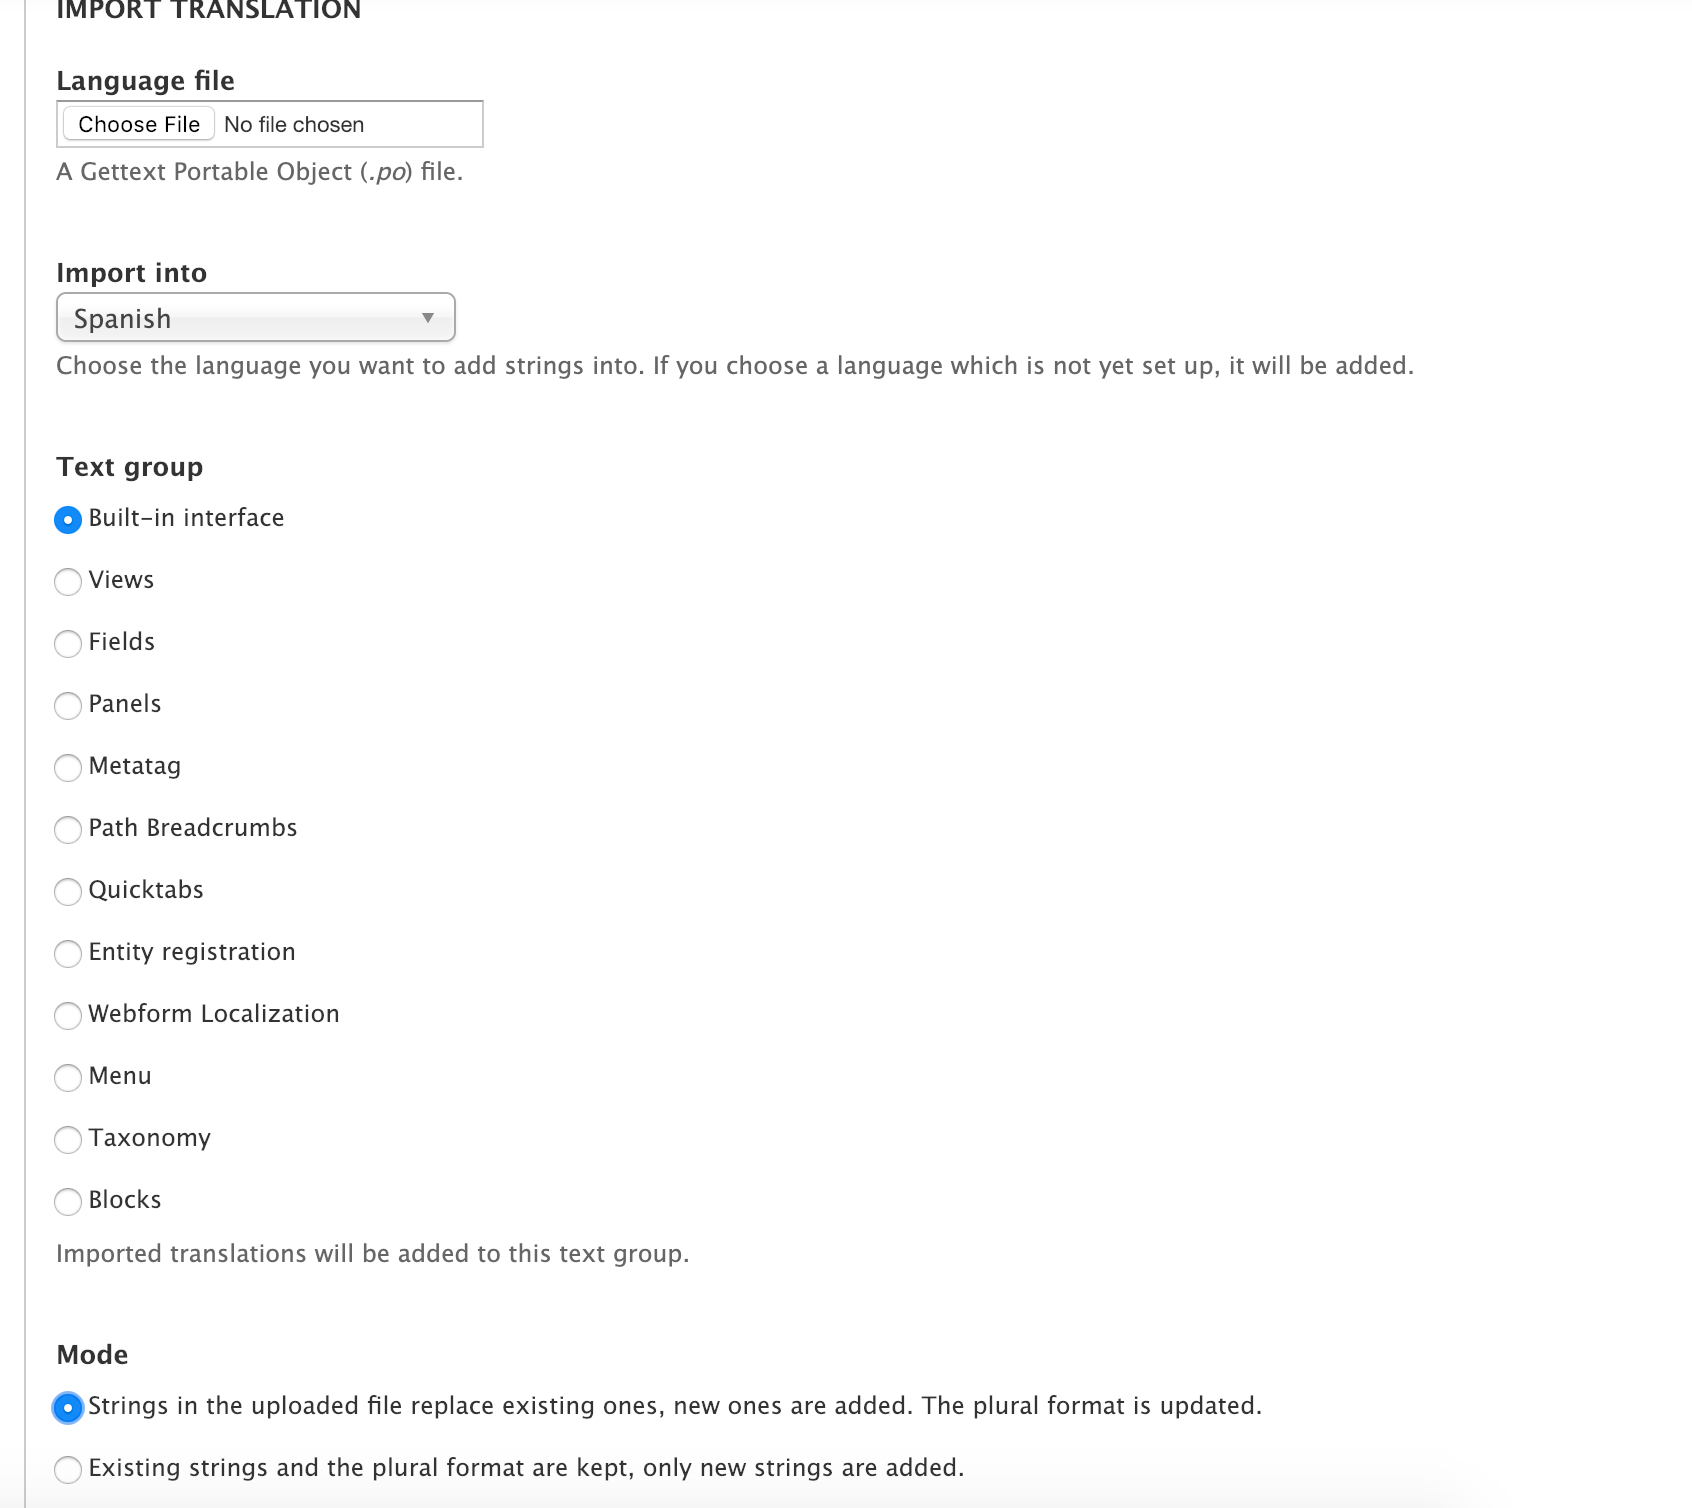 IMPORT TRANSLATION
Language file
Choose File No file chosen
A Gettext Portable Object (.po) file.
Import into
Spanish
Choose the language you want to add strings into. If you choose a language which is not yet set up, it will be added.
Text group
Built-in interface
Views
Fields
Panels
Metatag
Path Breadcrumbs
Quicktabs
Entity registration
Webform Localization
Menu
Taxonomy
Blocks
Imported translations will be added to this text group.
Mode
Strings in the uploaded file replace existing ones, new ones are added. The plural format is updated.
Existing strings and the plural format are kept, only new strings are added.